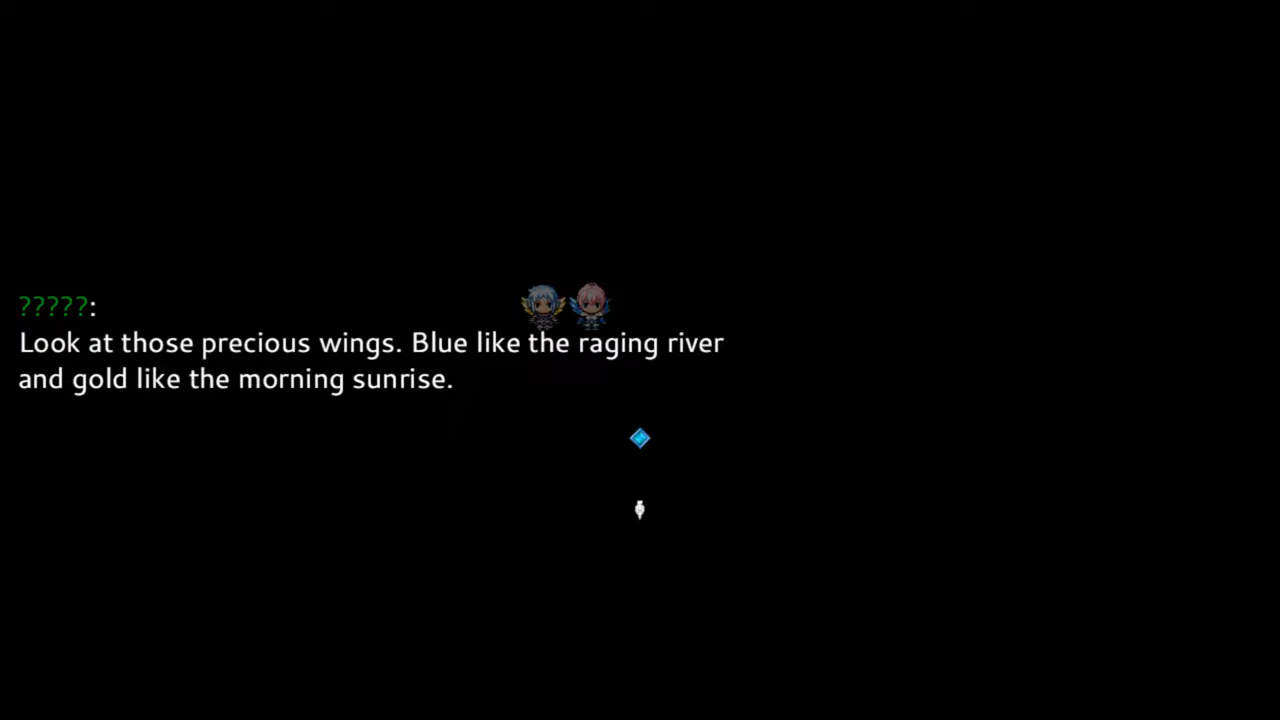 ?????:
Look at those precious wings. Blue like the raging river
and gold like the morning sunrise.